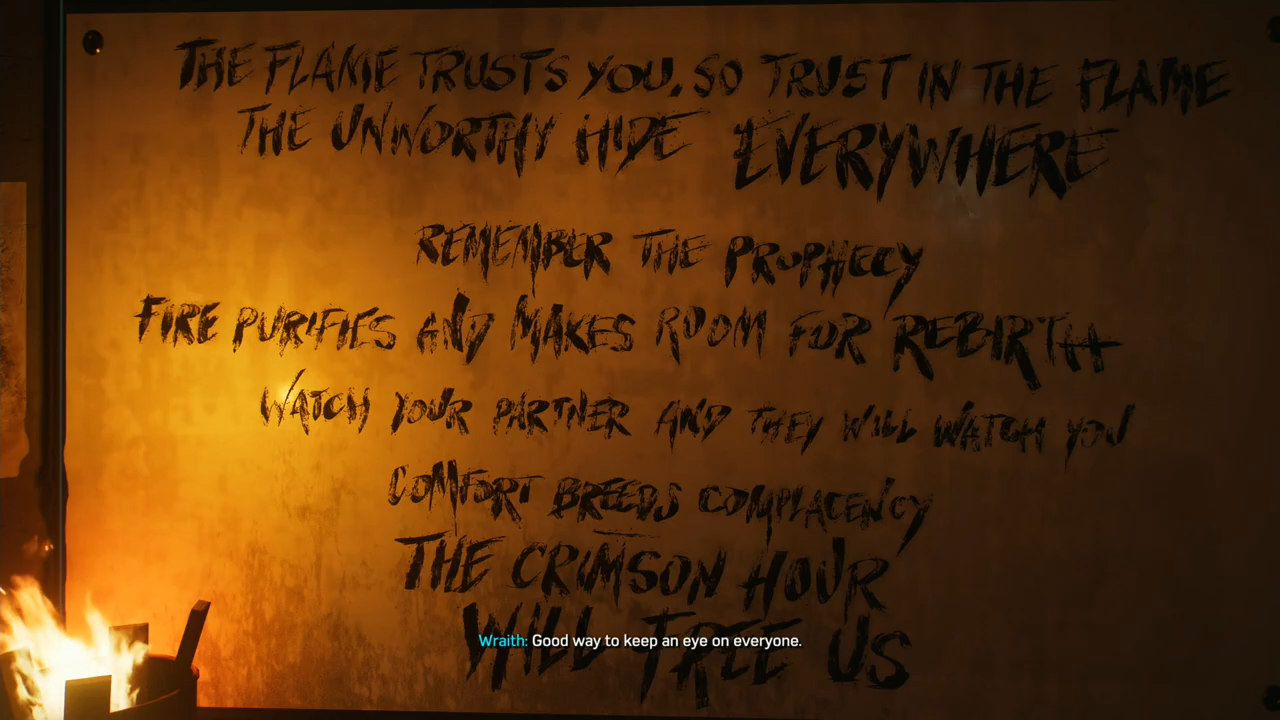 THE FLAME TRUSTS YOU. SO TRUST IN THE FLAME
THE UNWORTHY HIDE EVERYWHERE
REMEMBER THE PROPHECY
FIRE PURIFIES AND MAKES ROOM FOR REBIRTH
WATCH YOUR PARTNER AND THEY WILL WATCH YOU
COMFORT BREEDS COMPLACENCY
THE CRIMSON HOUR
WILL FREE US
Wraith: Good way to keep an eye on everyone.